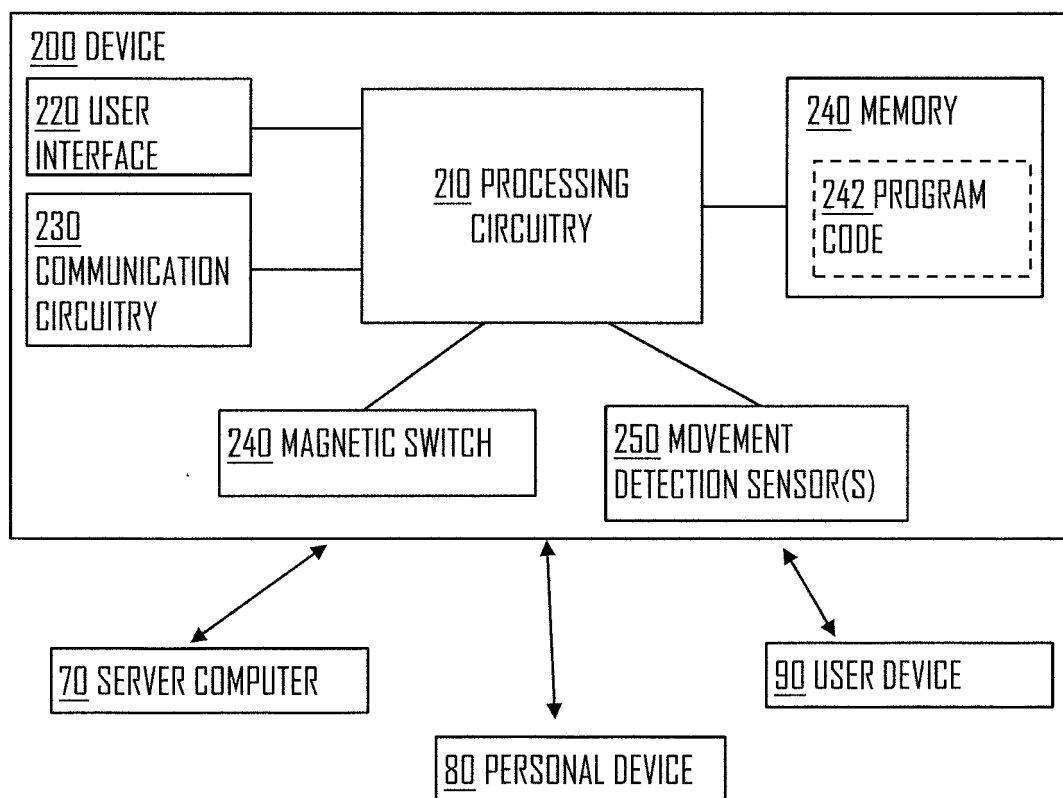 200 DEVICE
220 USER
INTERFACE
230
COMMUNICATION
CIRCUITRY
210 PROCESSING
CIRCUITRY
240 MEMORY
242 PROGRAM
CODE
240 MAGNETIC SWITCH
250 MOVEMENT
DETECTION SENSOR(S)
70 SERVER COMPUTER
80 PERSONAL DEVICE
90 USER DEVICE